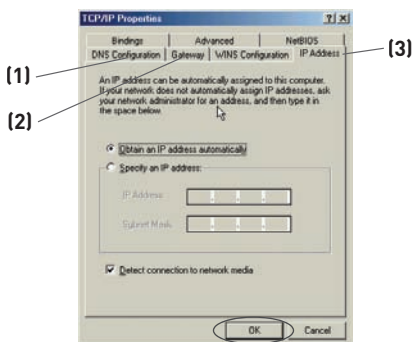 TCP/IP Properties
Bindings Advanced NetBIOS
DNS Configuration Gateway WINS Configuration IP Address
(1)
(2)
(3)
An IP address can be automatically assigned to this computer.
If your network does not automatically assign IP addresses, ask
your network administrator for an address, and then type it in
the space below.
Obtain an IP address automatically
Specify an IP address:
IP Address:
Subnet Mask:
Detect connection to network media
OK Cancel